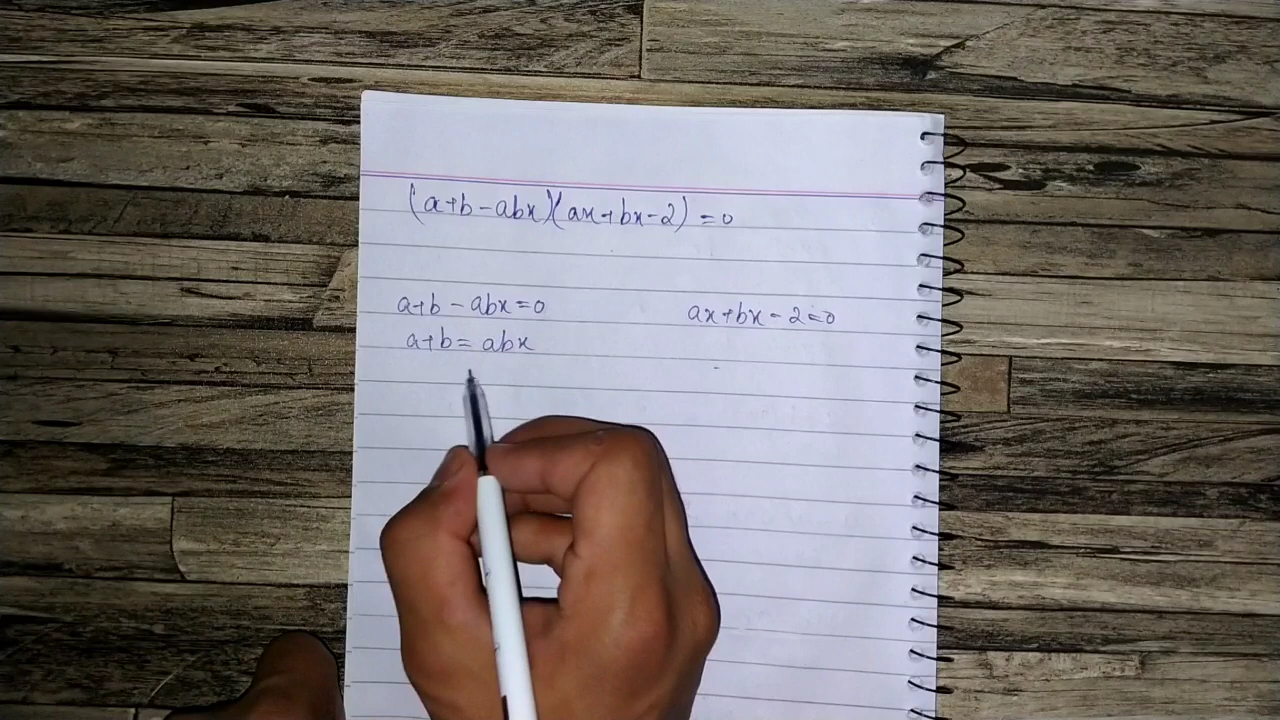 (a+b-abx)(ax+bx-2) = 0
a+b - abx = 0
ax+bx - 2 = 0
a+b = abx